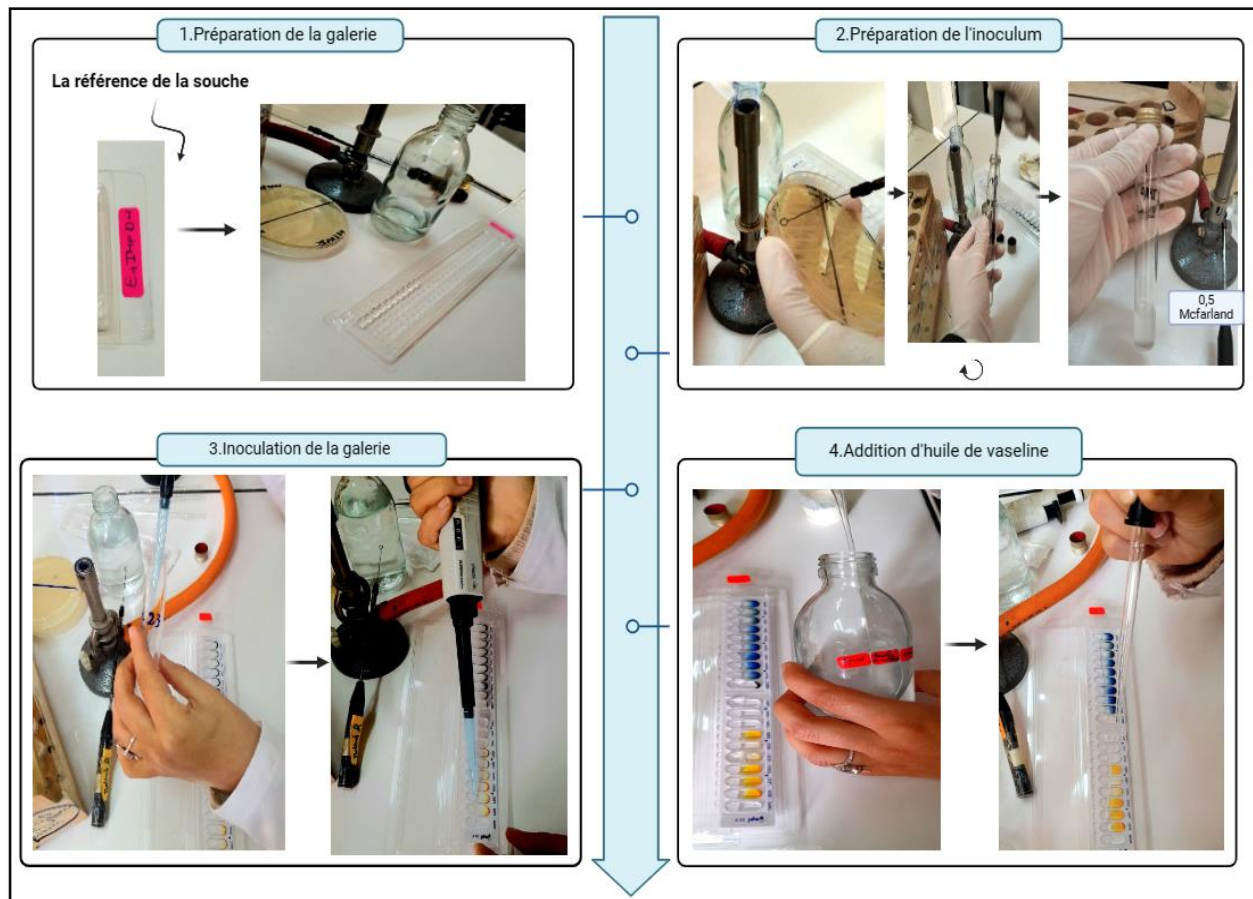 1.Préparation de la galerie
La référence de la souche
2.Préparation de l'inoculum
0,5
Mcfarland
3.Inoculation de la galerie
23
4.Addition d'huile de vaseline